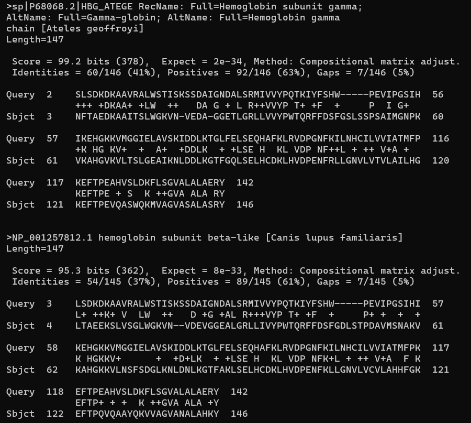 >sp|P68068.2|HBG_ATEGE RecName: Full=Hemoglobin subunit gamma;
AltName: Full=Gamma-globin; AltName: Full=Hemoglobin gamma
chain [Ateles geoffroyi]
Length=147
Score = 99.2 bits (378),  Expect = 2e-34, Method: Compositional matrix adjust.
Identities = 60/146 (41%), Positives = 92/146 (63%), Gaps = 7/146 (5%)
Query  2    SLSDKDKAAVRALWSTISKSSDAIGNDALSRMIVVYPQTKIYFSHW-----PEVIPGSIH  56
            +++ +DKAA+ +LW  ++   DA G + L R++VVYP T+ +F  +     P  I G+
Sbjct  3    NFTAEDKAAITSLWGKVN-VEDA-GGETLGRLLVVYPWTQRFFDSFGSLSSPSAIMGNPK  60
Query  57   IKEHGKKVMGGIELAVSKIDDLKTGLFELSEQHAFKLRVDPGNFKILNHCILVVIATMFP  116
            +K HG KV+  +  A+  +DDLK  +  LSE H  KL VDP NF++L + ++ V+A +
Sbjct  61   VKAHGVKVLTSLGEAIKNLDDLKGTFGQLSELHCDKLHVDPENFRLLGNVLVTVLAILHG  120
Query  117  KEFTPEAHVSLDKFLSGVALALAERY  142
            KEFTPE + S  K ++GVA ALA RY
Sbjct  121  KEFTPEVQASWQKMVAGVASALASRY  146
>NP_001257812.1 hemoglobin subunit beta-like [Canis lupus familiaris]
Length=147
Score = 95.3 bits (362),  Expect = 8e-33, Method: Compositional matrix adjust.
Identities = 54/145 (37%), Positives = 89/145 (61%), Gaps = 7/145 (5%)
Query  3    LSDKDKAAVRALWSTISKSSDAIGNDALSRMIVVYPQTKIYFSHW-----PEVIPGSIHI  57
            L+ ++K+ V  LW  ++   D +G +AL R+++VYP T+ +F  +     P+ +  +  +
Sbjct  4    LTAEEKSLVSGLWGKVN--VDEVGGEALGRLLIVYPWTQRFFDSFGDLSTPDAVMSNAKV  61
Query  58   KEHGKKVMGGIELAVSKIDDLKTGLFELSEQHAFKLRVDPGNFKILNHCILVVIATMFPK  117
            K HGKKV+      +  +D+LK  +  LSE H  KL VDP NFK+L + ++ V+A  F K
Sbjct  62   KAHGKKVLNSFSDGLKNLDNLKGTFAKLSELHCDKLHVDPENFKLLGNVLVCVLAHHFGK  121
Query  118  EFTPEAHVSLDKFLSGVALALAERY  142
            EFTP+ + +  K ++GVA ALA +Y
Sbjct  122  EFTPQVQAAYQKVVAGVANALAHKY  146